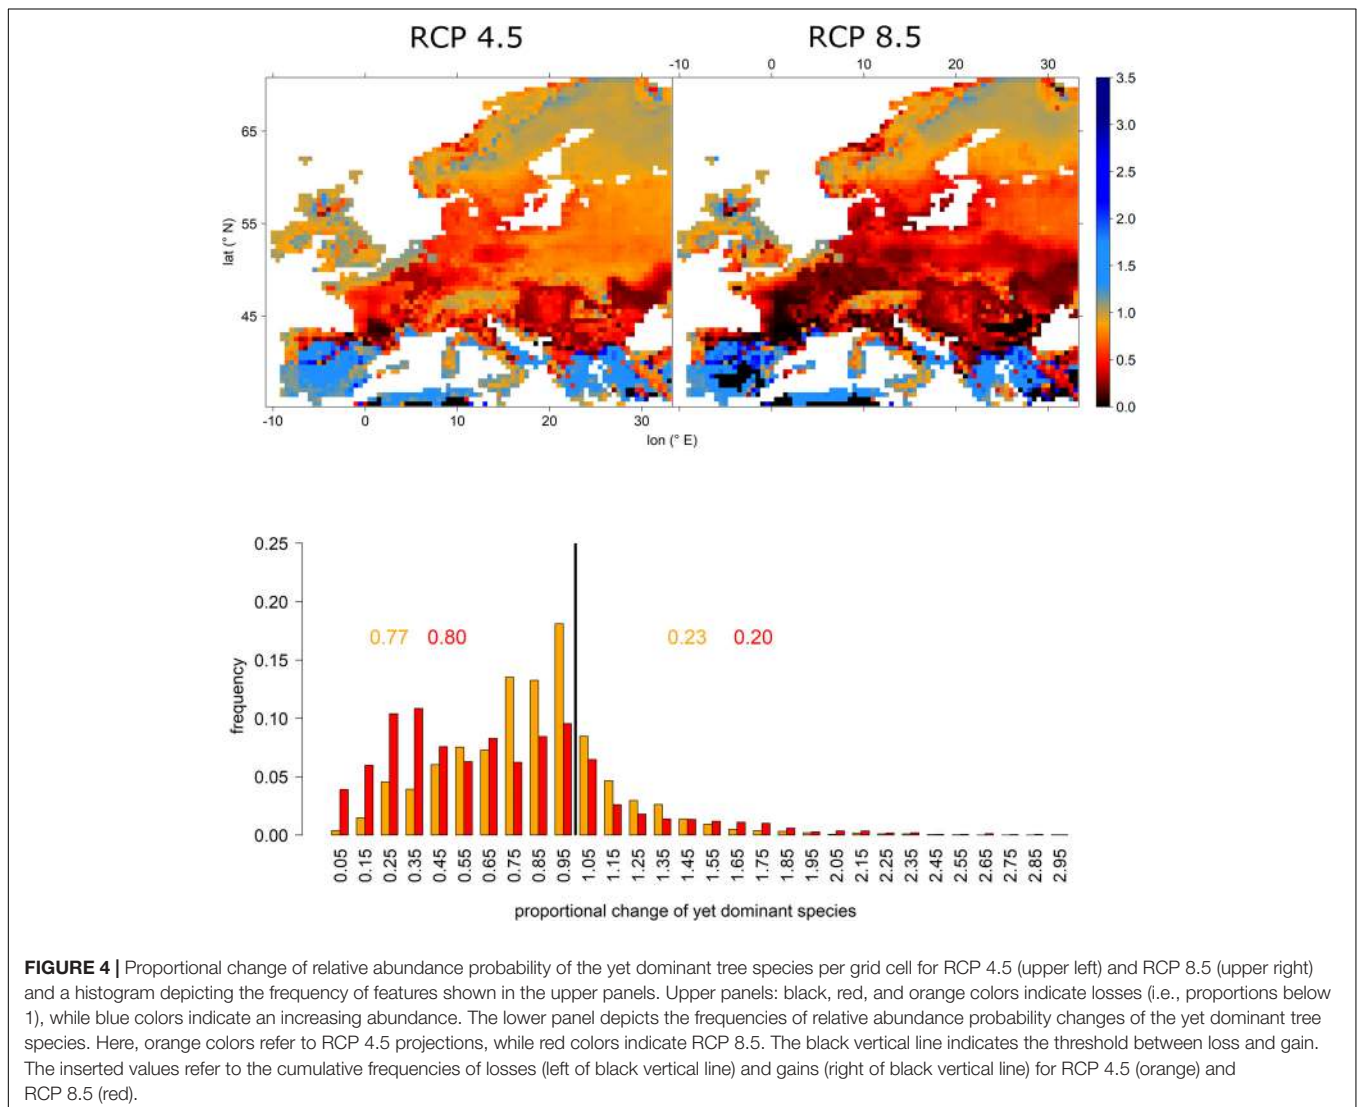 RCP 4.5
RCP 8.5
-10 0 10 20 30
3.5
3.0
2.5
2.0
1.5
1.0
0.5
0.0
65
55
45
lat (° N)
-10 0 10 20 30
lon (° E)
0.25
0.20
0.15
0.10
0.05
0.00
frequency
0.77 0.80 0.23 0.20
0.05 0.15 0.25 0.35 0.45 0.55 0.65 0.75 0.85 0.95 1.05 1.15 1.25 1.35 1.45 1.55 1.65 1.75 1.85 1.95 2.05 2.15 2.25 2.35 2.45 2.55 2.65 2.75 2.85 2.95
proportional change of yet dominant species
FIGURE 4 | Proportional change of relative abundance probability of the yet dominant tree species per grid cell for RCP 4.5 (upper left) and RCP 8.5 (upper right)
and a histogram depicting the frequency of features shown in the upper panels. Upper panels: black, red, and orange colors indicate losses (i.e., proportions below
1), while blue colors indicate an increasing abundance. The lower panel depicts the frequencies of relative abundance probability changes of the yet dominant tree
species. Here, orange colors refer to RCP 4.5 projections, while red colors indicate RCP 8.5. The black vertical line indicates the threshold between loss and gain.
The inserted values refer to the cumulative frequencies of losses (left of black vertical line) and gains (right of black vertical line) for RCP 4.5 (orange) and
RCP 8.5 (red).